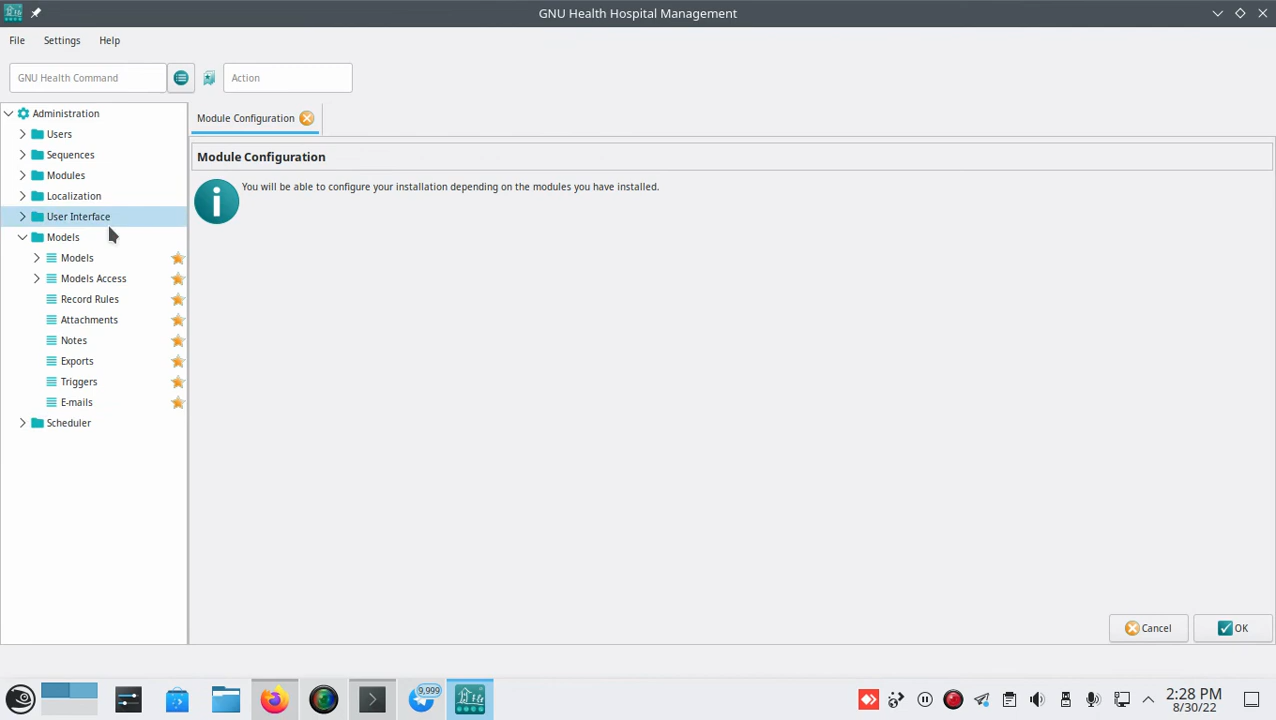 GNU Health Hospital Management
File Settings Help
GNU Health Command
Action
Administration
Users
Sequences
Modules
Localization
User Interface
Models
Models
Models Access
Record Rules
Attachments
Notes
Exports
Triggers
E-mails
Scheduler
Module Configuration
Module Configuration
You will be able to configure your installation depending on the modules you have installed.
Cancel OK
9,999
2:28 PM
8/30/22